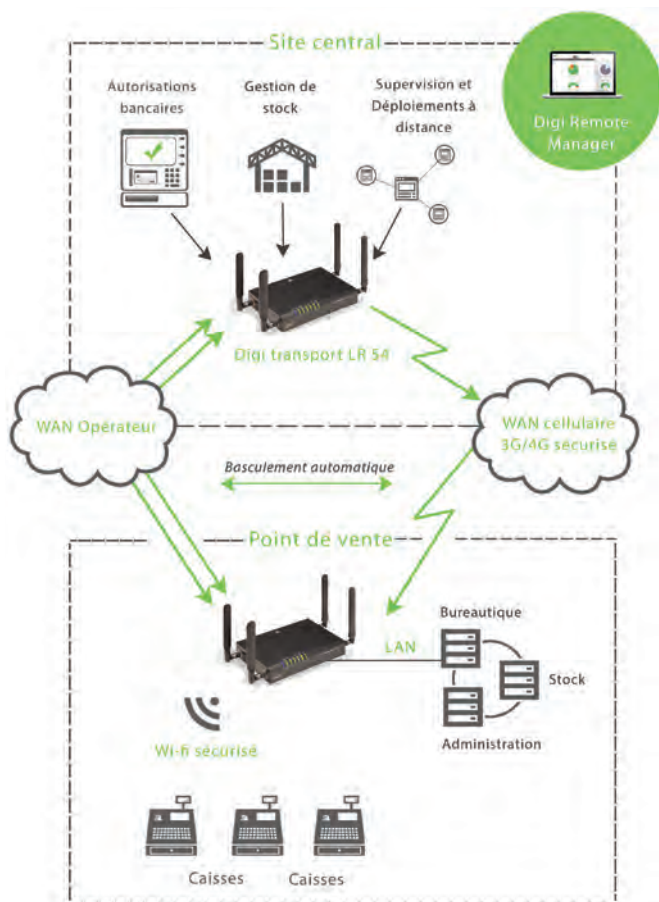 Site central
Autorisations
bancaires
Gestion de
stock
Supervision et
Déploiements à
distance
Digi Remote
Manager
Digi transport LR 54
WAN Opérateur
WAN cellulaire
3G/4G sécurisé
Basculement automatique
Point de vente
Bureautique
LAN
Stock
Administration
Wi-fi sécurisé
Caisses
Caisses